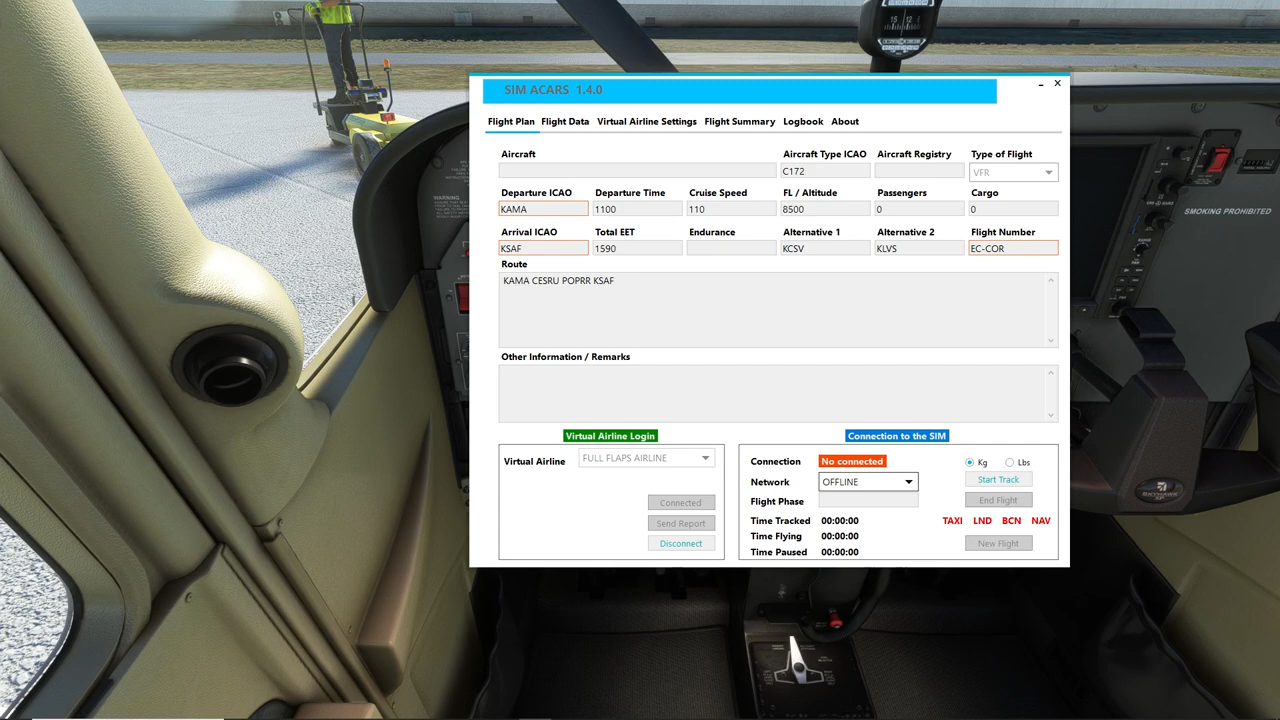 SIM ACARS 1.4.0
Flight Plan Flight Data Virtual Airline Settings Flight Summary Logbook About
Aircraft Aircraft Type ICAO Aircraft Registry Type of Flight
C172 VFR
Departure ICAO Departure Time Cruise Speed FL / Altitude Passengers Cargo
KAMA 1100 110 8500 0 0
Arrival ICAO Total EET Endurance Alternative 1 Alternative 2 Flight Number
KSAF 1590 KCSV KLVS EC-COR
Route
KAMA CESRU POPRR KSAF
Other Information / Remarks
Virtual Airline Login
Virtual Airline FULL FLAPS AIRLINE
Connected
Send Report
Disconnect
Connection to the SIM
Connection No connected Kg Lbs
Network OFFLINE Start Track
Flight Phase End Flight
Time Tracked 00:00:00 TAXI LND BCN NAV
Time Flying 00:00:00
Time Paused 00:00:00 New Flight
WARNING
SMOKING PROHIBITED
SKYHAWK
SP
15 12